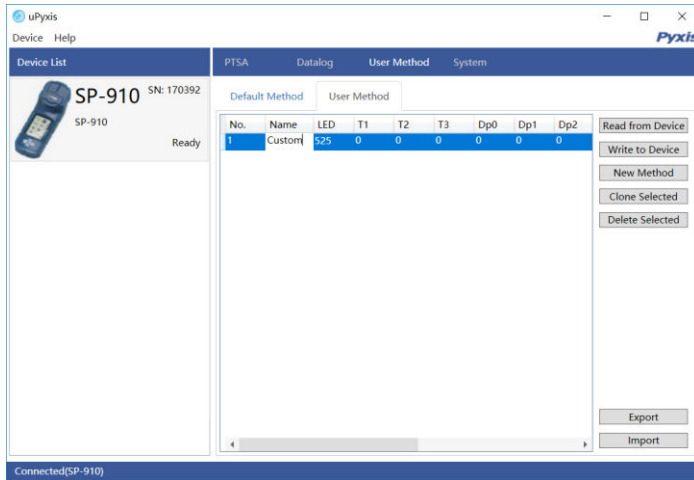 uPyxis
Device Help
Pyxis
Device List
PTSA Datalog User Method System
SP-910 SN: 170392
SP-910
Ready
Default Method User Method
No. Name LED T1 T2 T3 Dp0 Dp1 Dp2
1 Custom 525 0 0 0 0 0 0
Read from Device
Write to Device
New Method
Clone Selected
Delete Selected
Export
Import
Connected(SP-910)